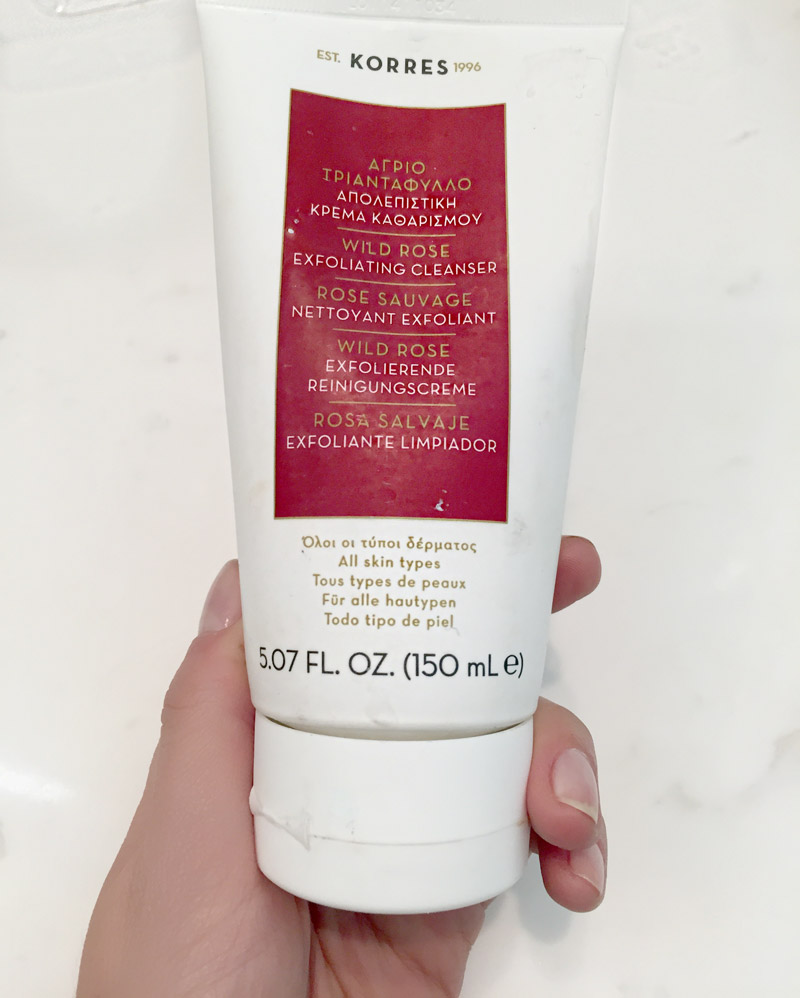 EST. KORRES 1996
ΑΓΡΙΟ
ΤΡΙΑΝΤΑΦΥΛΛΟ
ΑΠΟΛΕΠΙΣΤΙΚΗ
ΚΡΕΜΑ ΚΑΘΑΡΙΣΜΟΥ
WILD ROSE
EXFOLIATING CLEANSER
ROSE SAUVAGE
NETTOYANT EXFOLIANT
WILD ROSE
EXFOLIERENDE
REINIGUNGSCREME
ROSA SALVAJE
EXFOLIANTE LIMPIADOR
Όλοι οι τύποι δέρματος
All skin types
Tous types de peaux
Für alle hautypen
Todo tipo de piel
5.07 FL. OZ. (150 mL e)